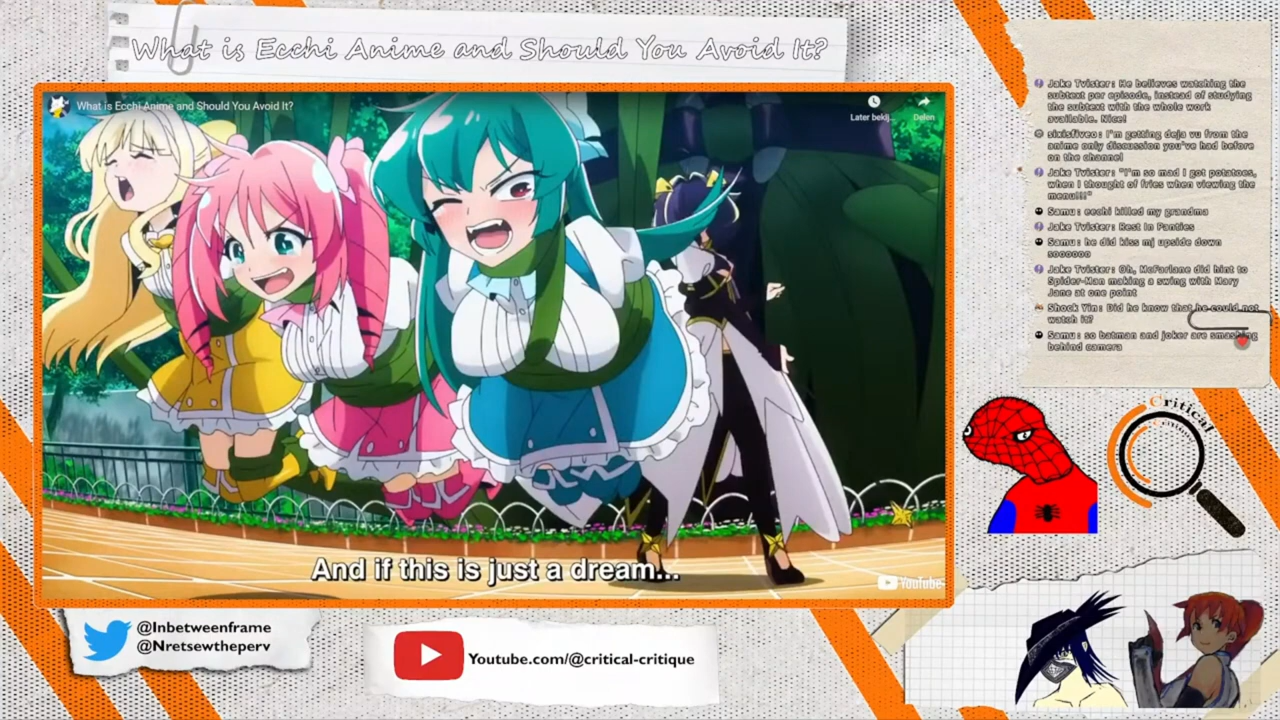 What is Ecchi Anime and Should You Avoid It?
What is Ecchi Anime and Should You Avoid It?
Later bekij...
Delen
And if this is just a dream...
YouTube
Jake Tvister: He believes watching the
subtext per episode, instead of studying
the subtext with the whole work
available. Nice!
sixisfiveo: I'm getting deja vu from the
anime only discussion you've had before
on the channel
Jake Tvister: "I'm so mad I got potatoes,
when I thought of fries when viewing the
menu!!!"
Samu: ecchi killed my grandma
Jake Tvister: Rest In Panties
Samu: he did kiss mj upside down
soooooo
Jake Tvister: Oh, McFarlane did hint to
Spider-Man making a swing with Mary
Jane at one point
Shock Yin: Did he know that he could not
watch it?
Samu: so batman and joker are smashing
behind camera
Critical
@Inbetweenframe
@Nretsewtheperv
Youtube.com/@critical-critique